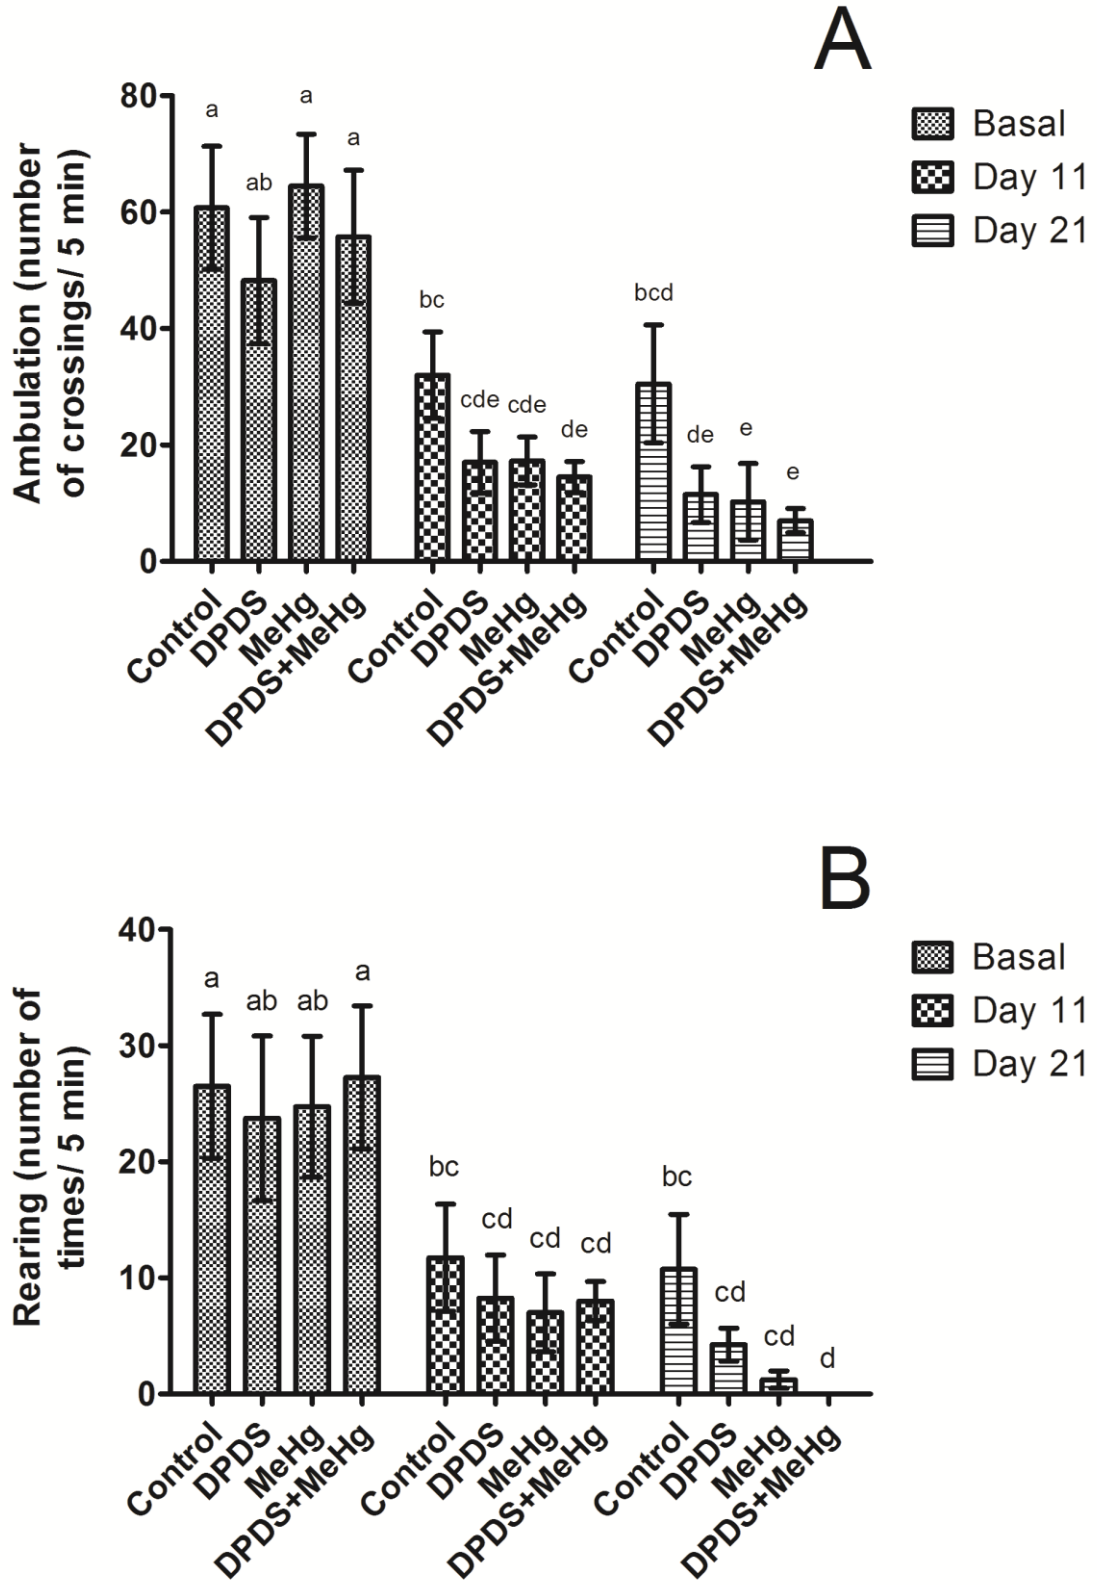 A
Ambulation (number
of crossings/ 5 min)
80
60
40
20
0
a
ab
a
a
bc
cde
cde
de
bcd
de
e
e
Control
DPDS
MeHg
DPDS+MeHg
Control
DPDS
MeHg
DPDS+MeHg
Control
DPDS
MeHg
DPDS+MeHg
Basal
Day 11
Day 21
B
Rearing (number of
times/ 5 min)
40
30
20
10
0
a
ab
ab
a
bc
cd
cd
cd
bc
cd
cd
d
Control
DPDS
MeHg
DPDS+MeHg
Control
DPDS
MeHg
DPDS+MeHg
Control
DPDS
MeHg
DPDS+MeHg
Basal
Day 11
Day 21